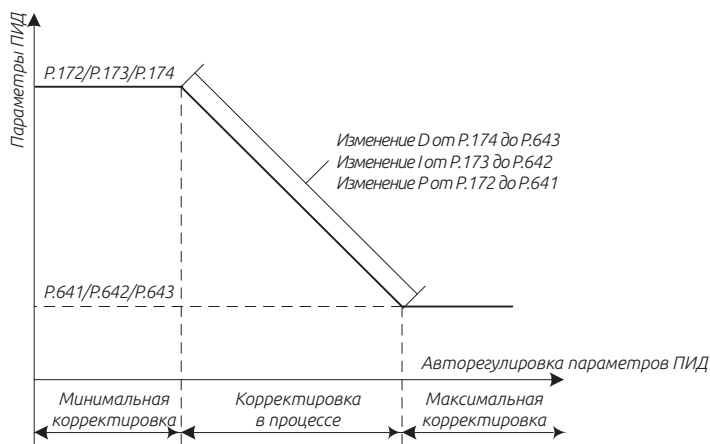 Параметры ПИД
P.172/P.173/P.174
Изменение D от P.174 до P.643
Изменение I от P.173 до P.642
Изменение P от P.172 до P.641
P.641/P.642/P.643
Авторегулировка параметров ПИД
Минимальная
корректировка
Корректировка
в процессе
Максимальная
корректировка